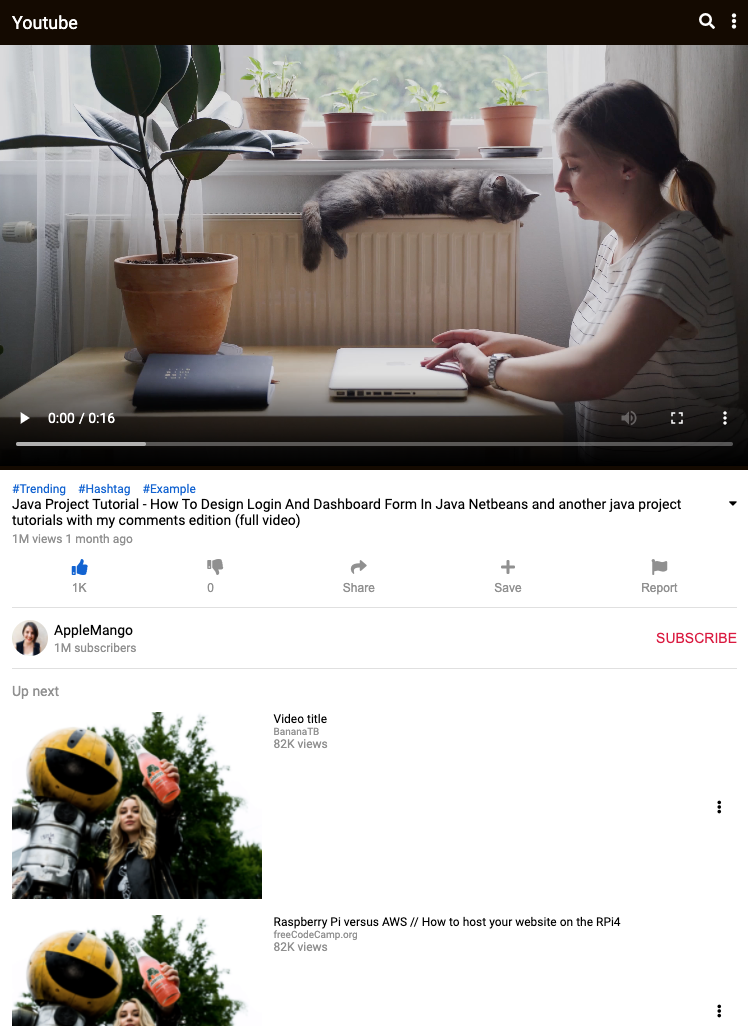 Youtube
0:00 / 0:16
#Trending #Hashtag #Example
Java Project Tutorial - How To Design Login And Dashboard Form In Java Netbeans and another java project
tutorials with my comments edition (full video)
1M views 1 month ago
1K
0
Share
Save
Report
AppleMango
1M subscribers
SUBSCRIBE
Up next
Video title
BananaTB
82K views
Raspberry Pi versus AWS // How to host your website on the RPi4
freeCodeCamp.org
82K views